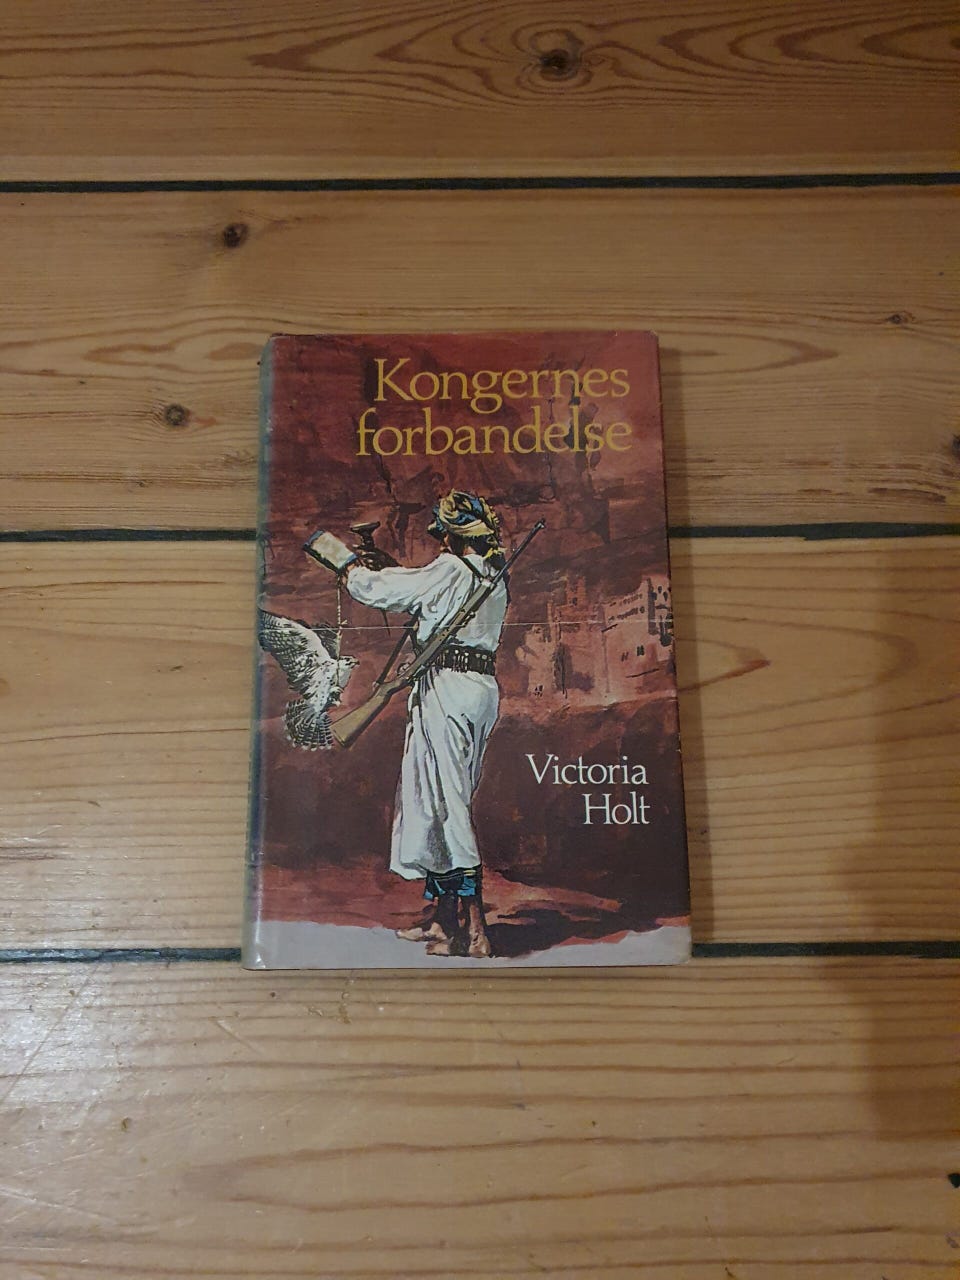 Kongernes
forbandelse
Victoria
Holt